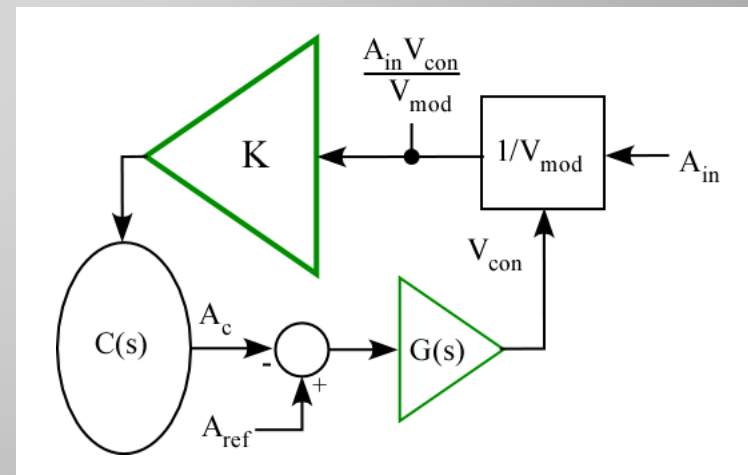 A_in V_con
V_mod
K
1/V_mod
A_in
V_con
A_c
C(s)
-
G(s)
+
A_ref